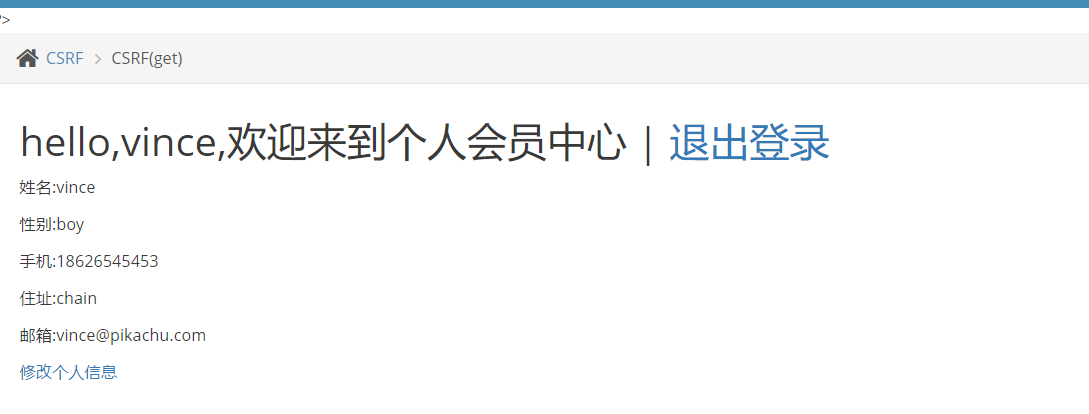 ?>
CSRF > CSRF(get)
hello,vince,欢迎来到个人会员中心 | 退出登录
姓名:vince
性别:boy
手机:18626545453
住址:chain
邮箱:vince@pikachu.com
修改个人信息